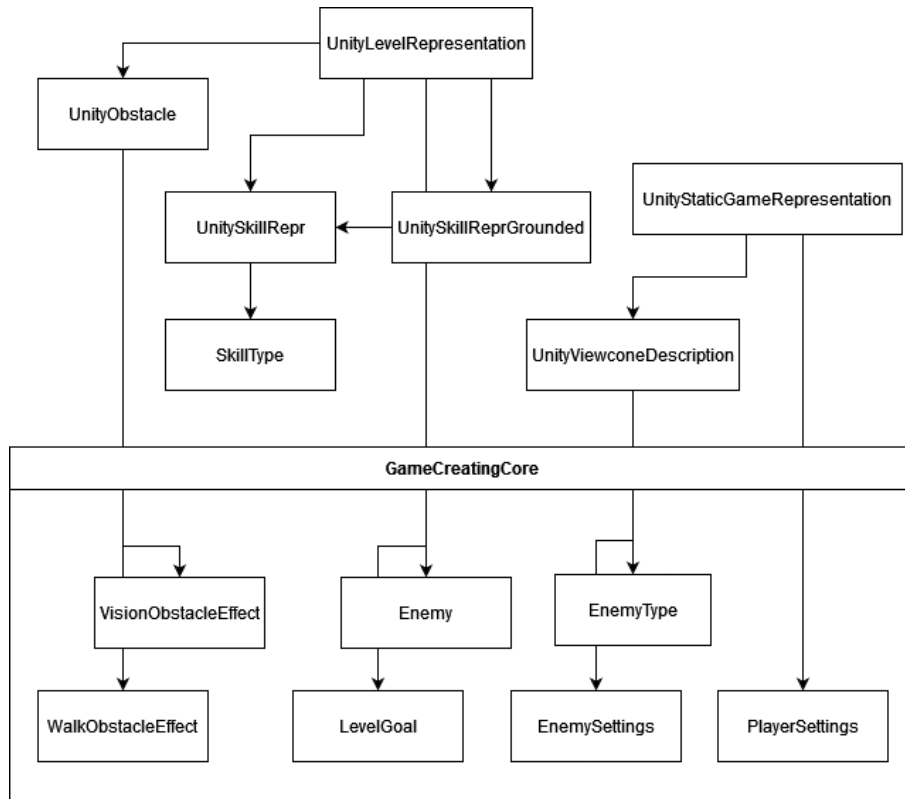 UnityLevelRepresentation
UnityObstacle
UnitySkillRepr
UnitySkillReprGrounded
UnityStaticGameRepresentation
SkillType
UnityViewconeDescription
GameCreatingCore
VisionObstacleEffect
Enemy
EnemyType
WalkObstacleEffect
LevelGoal
EnemySettings
PlayerSettings